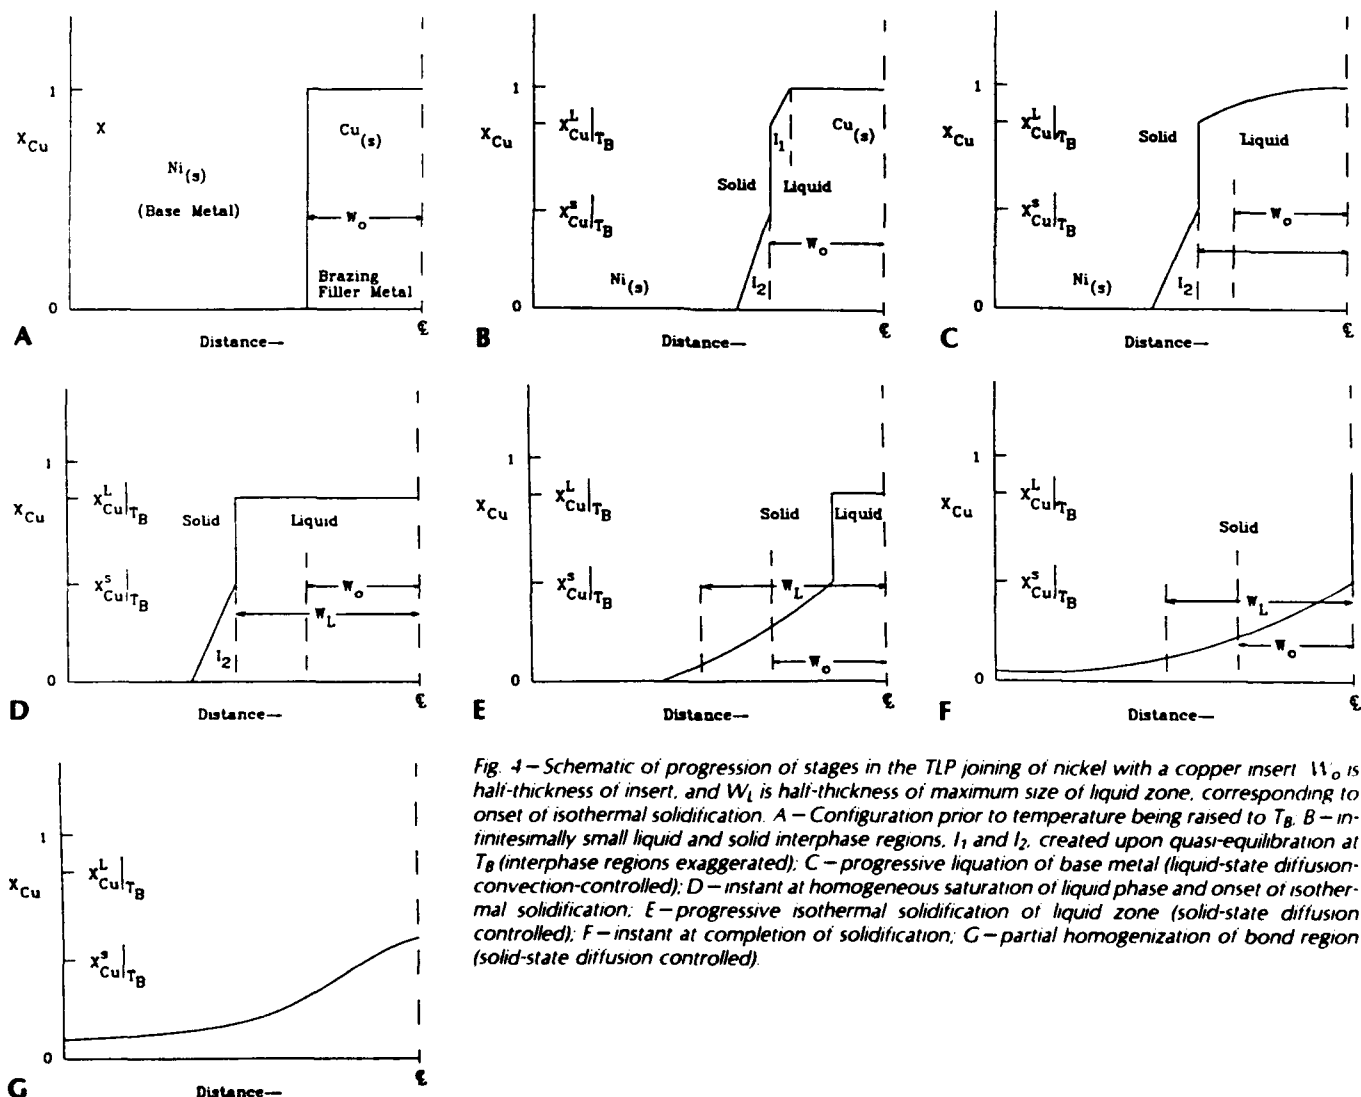 1
X_Cu
X
Ni(s)
(Base Metal)
Cu(s)
W_o
Brazing
Filler Metal
0
A
Distance—
℄
1
X_Cu
X^L_Cu|T_B
I_1
Cu(s)
Solid
Liquid
X^s_Cu|T_B
W_o
Ni(s)
I_2
0
B
Distance—
℄
1
X_Cu
X^L_Cu|T_B
Solid
Liquid
X^s_Cu|T_B
W_o
Ni(s)
I_2
0
C
Distance—
℄
1
X_Cu
X^L_Cu|T_B
Solid
Liquid
X^s_Cu|T_B
W_o
W_L
I_2
0
D
Distance—
℄
1
X_Cu
X^L_Cu|T_B
Solid
Liquid
X^s_Cu|T_B
W_L
W_o
0
E
Distance—
℄
1
X_Cu
X^L_Cu|T_B
Solid
X^s_Cu|T_B
W_L
W_o
0
F
Distance—
℄
1
X_Cu
X^L_Cu|T_B
X^s_Cu|T_B
0
G
Distance—
℄
Fig. 4—Schematic of progression of stages in the TLP joining of nickel with a copper insert W_o is
half-thickness of insert, and W_L is half-thickness of maximum size of liquid zone, corresponding to
onset of isothermal solidification. A—Configuration prior to temperature being raised to T_B; B—in-
finitesimally small liquid and solid interphase regions, I_1 and I_2, created upon quasi-equilibration at
T_B (interphase regions exaggerated); C—progressive liquation of base metal (liquid-state diffusion-
convection-controlled); D—instant at homogeneous saturation of liquid phase and onset of isother-
mal solidification; E—progressive isothermal solidification of liquid zone (solid-state diffusion
controlled); F—instant at completion of solidification; G—partial homogenization of bond region
(solid-state diffusion controlled).